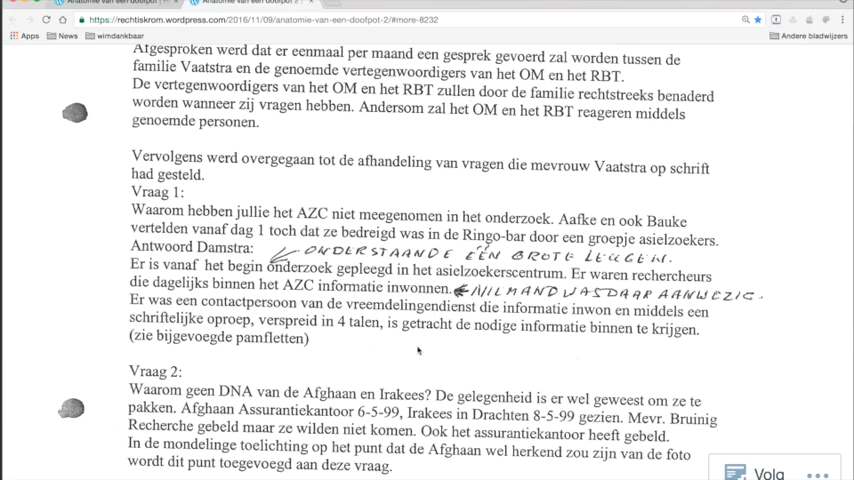 https://rechtiskrom.wordpress.com/2016/11/09/anatomie-van-een-doofpot-2/#more-8232
Apps News wimdankbaar Andere bladwijzers
Afgesproken werd dat er eenmaal per maand een gesprek gevoerd zal worden tussen de
familie Vaatstra en de genoemde vertegenwoordigers van het OM en het RBT.
De vertegenwoordigers van het OM en het RBT zullen door de familie rechtstreeks benaderd
worden wanneer zij vragen hebben. Andersom zal het OM en het RBT reageren middels
genoemde personen.
Vervolgens werd overgegaan tot de afhandeling van vragen die mevrouw Vaatstra op schrift
had gesteld.
Vraag 1:
Waarom hebben jullie het AZC niet meegenomen in het onderzoek. Aafke en ook Bauke
vertelden vanaf dag 1 toch dat ze bedreigd was in de Ringo-bar door een groepje asielzoekers.
Antwoord Damstra: ONDERSTAANDE ÉÉN GROTE LEUGEN.
Er is vanaf het begin onderzoek gepleegd in het asielzoekerscentrum. Er waren rechercheurs
die dagelijks binnen het AZC informatie inwonnen. NIEMAND WAS DAAR AANWEZIG.
Er was een contactpersoon van de vreemdelingendienst die informatie inwon en middels een
schriftelijke oproep, verspreid in 4 talen, is getracht de nodige informatie binnen te krijgen.
(zie bijgevoegde pamfletten)
Vraag 2:
Waarom geen DNA van de Afghaan en Irakees? De gelegenheid is er wel geweest om ze te
pakken. Afghaan Assurantiekantoor 6-5-99, Irakees in Drachten 8-5-99 gezien. Mevr. Bruinig
Recherche gebeld maar ze wilden niet komen. Ook het assurantiekantoor heeft gebeld.
In de mondelinge toelichting op het punt dat de Afghaan wel herkend zou zijn van de foto
wordt dit punt toegevoegd aan deze vraag.
Volg